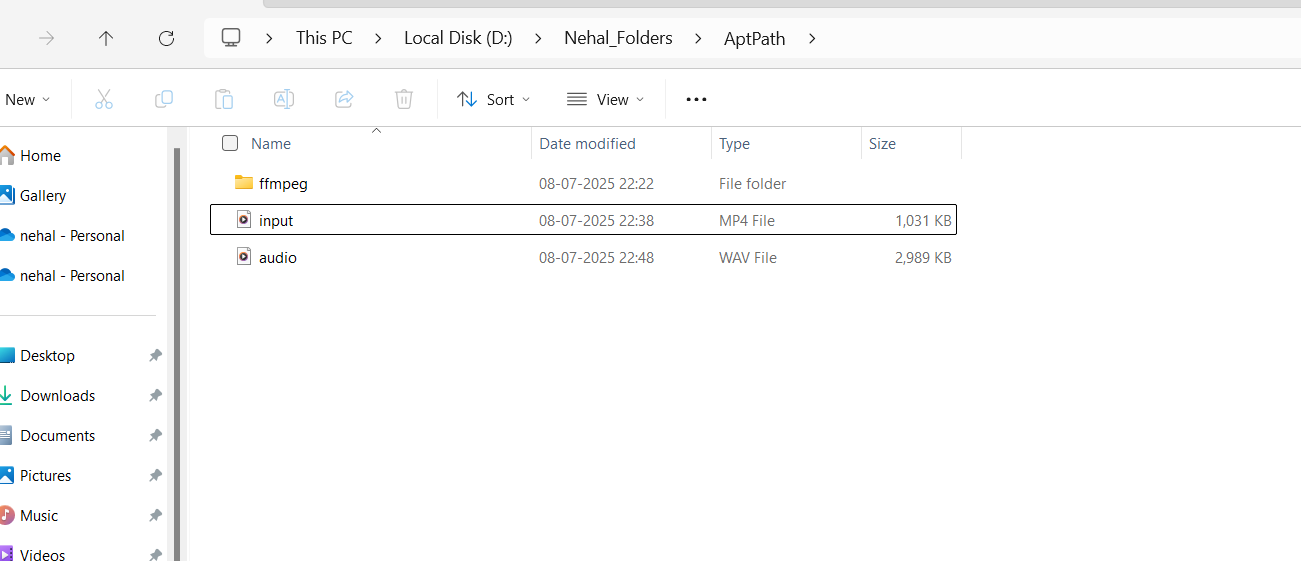 This PC > Local Disk (D:) > Nehal_Folders > AptPath >
New Sort View
Name Date modified Type Size
ffmpeg 08-07-2025 22:22 File folder
input 08-07-2025 22:38 MP4 File 1,031 KB
audio 08-07-2025 22:48 WAV File 2,989 KB
Home
Gallery
nehal - Personal
nehal - Personal
Desktop
Downloads
Documents
Pictures
Music
Videos